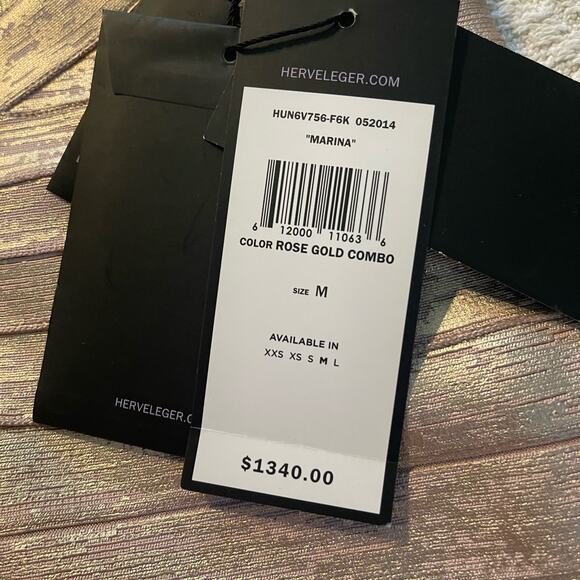 HERVELEGER.COM
HUN6V756-F6K 052014
"MARINA"
6 12000 11063 6
COLOR ROSE GOLD COMBO
SIZE M
AVAILABLE IN
XXS XS S M L
$1340.00
HERVELEGER.C